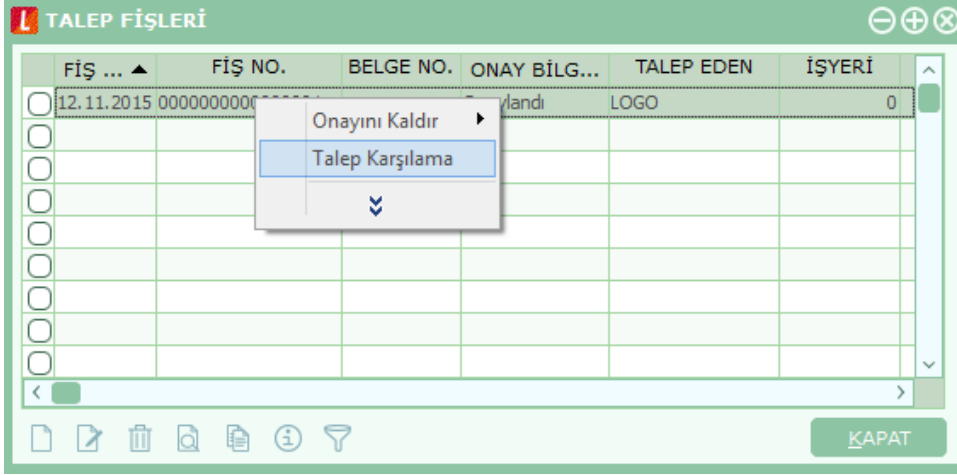 TALEP FİŞLERİ
FİŞ ... FİŞ NO. BELGE NO. ONAY BİLG... TALEP EDEN İŞYERİ
12.11.2015 LOGO 0
Onayını Kaldır
Talep Karşılama
KAPAT